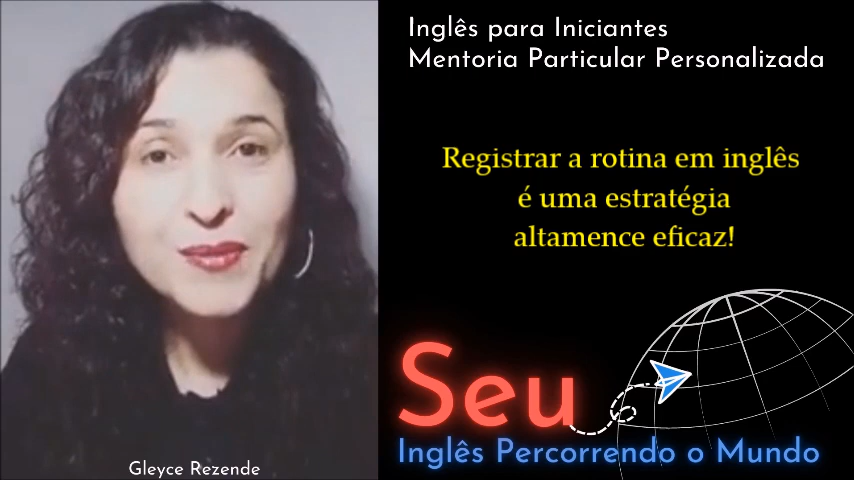 Inglês para Iniciantes
Mentoria Particular Personalizada
Registrar a rotina em inglês
é uma estratégia
altamence eficaz!
Seu
Inglês Percorrendo o Mundo
Gleyce Rezende